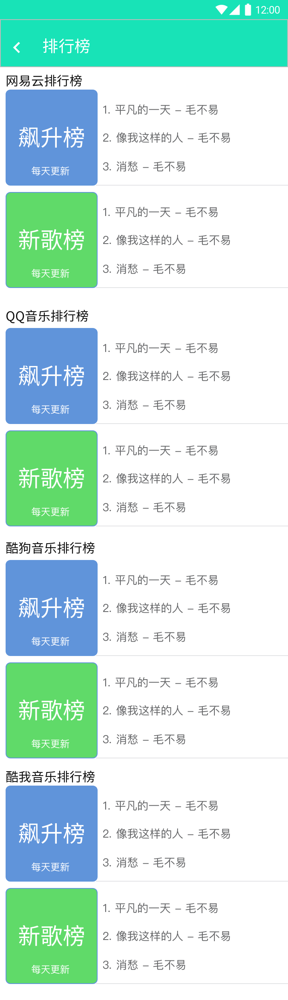 12:00
排行榜
网易云排行榜
飙升榜
每天更新
1. 平凡的一天 – 毛不易
2. 像我这样的人 – 毛不易
3. 消愁 – 毛不易
新歌榜
每天更新
1. 平凡的一天 – 毛不易
2. 像我这样的人 – 毛不易
3. 消愁 – 毛不易
QQ音乐排行榜
飙升榜
每天更新
1. 平凡的一天 – 毛不易
2. 像我这样的人 – 毛不易
3. 消愁 – 毛不易
新歌榜
每天更新
1. 平凡的一天 – 毛不易
2. 像我这样的人 – 毛不易
3. 消愁 – 毛不易
酷狗音乐排行榜
飙升榜
每天更新
1. 平凡的一天 – 毛不易
2. 像我这样的人 – 毛不易
3. 消愁 – 毛不易
新歌榜
每天更新
1. 平凡的一天 – 毛不易
2. 像我这样的人 – 毛不易
3. 消愁 – 毛不易
酷我音乐排行榜
飙升榜
每天更新
1. 平凡的一天 – 毛不易
2. 像我这样的人 – 毛不易
3. 消愁 – 毛不易
新歌榜
每天更新
1. 平凡的一天 – 毛不易
2. 像我这样的人 – 毛不易
3. 消愁 – 毛不易